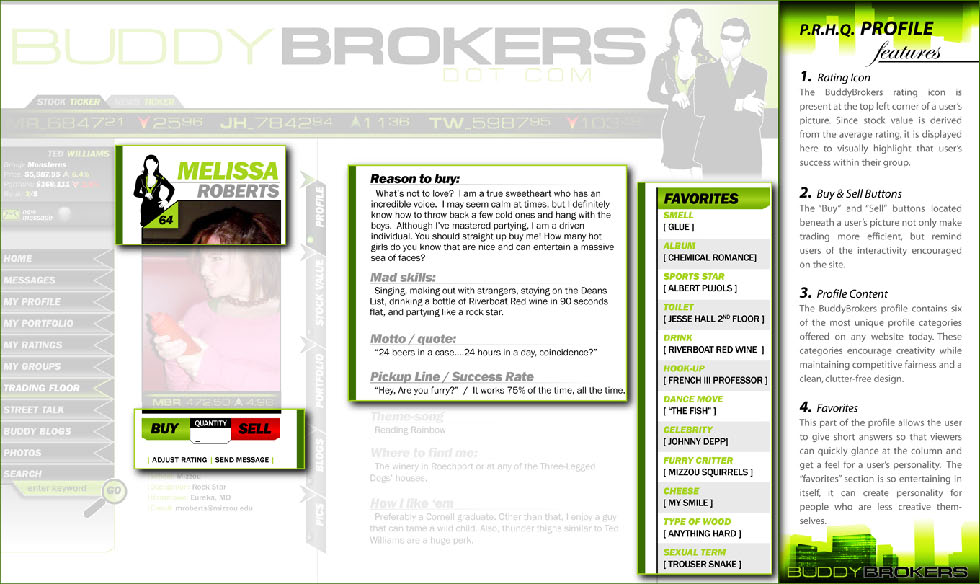 BUDDYBROKERS
DOT COM
STOCK TICKER
NEWS TICKER
MR_684721 2596 JH_784284 1136 TW_598795
TED WILLIAMS
Group: Monsterns
MELISSA
ROBERTS
64
NEW
MESSAGE
HOME
MESSAGES
MY PROFILE
MY PORTFOLIO
MY RATINGS
MY GROUPS
TRADING FLOOR
STREET TALK
BUDDY BLOGS
PHOTOS
SEARCH
enter keyword GO
MBR 472.50 4.96
BUY QUANTITY SELL
[ ADJUST RATING | SEND MESSAGE ]
Mizzou
Rock Star
Eureka, MO
mroberts@mizzou.edu
PROFILE
STOCK VALUE
PORTFOLIO
BLOGS
PICS
Reason to buy:
What's not to love? I am a true sweetheart who has an
incredible voice. I may seem calm at times, but I definitely
know how to throw back a few cold ones and hang with the
boys. Although I've mastered partying, I am a driven
individual. You should straight up buy me! How many hot
girls do you know that are nice and can entertain a massive
sea of faces?
Mad skills:
Singing, making-out with strangers, staying on the Deans
List, drinking a bottle of Riverboat Red wine in 90 seconds
flat, and partying like a rock star.
Motto / quote:
"24 beers in a case... 24 hours in a day, coincidence?"
Pickup Line / Success Rate
"Hey, Are you furry?" / It works 75% of the time, all the time.
Theme-song
Reading Rainbow
Where to find me:
The winery in Rocheport or at any of the Three-Legged
Dogs' houses.
How I like 'em
Preferably a Cornell graduate. Other than that, I enjoy a guy
that can tame a wild child. Also, thunder thighs similar to Ted
Williams are a huge perk.
FAVORITES
SMELL
[ GLUE ]
ALBUM
[ CHEMICAL ROMANCE]
SPORTS STAR
[ ALBERT PUJOLS ]
TOILET
[ JESSE HALL 2ND FLOOR ]
DRINK
[ RIVERBOAT RED WINE ]
HOOK-UP
[ FRENCH III PROFESSOR ]
DANCE MOVE
[ "THE FISH" ]
CELEBRITY
[ JOHNNY DEPP]
FURRY CRITTER
[ MIZZOU SQUIRRELS ]
CHEESE
[ MY SMILE ]
TYPE OF WOOD
[ ANYTHING HARD ]
SEXUAL TERM
[ TROUSER SNAKE ]
P.R.H.Q. PROFILE
features
1. Rating Icon
The BuddyBrokers rating icon is
present at the top left corner of a user's
picture. Since stock value is derived
from the average rating, it is displayed
here to visually highlight that user's
success within their group.
2. Buy & Sell Buttons
The "Buy" and "Sell" buttons located
beneath a user's picture not only make
trading more efficient, but remind
users of the interactivity encouraged
on the site.
3. Profile Content
The BuddyBrokers profile contains six
of the most unique profile categories
offered on any website today. These
categories encourage creativity while
maintaining competitive fairness and a
clean, clutter-free design.
4. Favorites
This part of the profile allows the user
to give short answers so that viewers
can quickly glance at the column and
get a feel for a user's personality. The
"favorites" section is so entertaining in
itself, it can create personality for
people who are less creative them-
selves.
BUDDYBROKERS